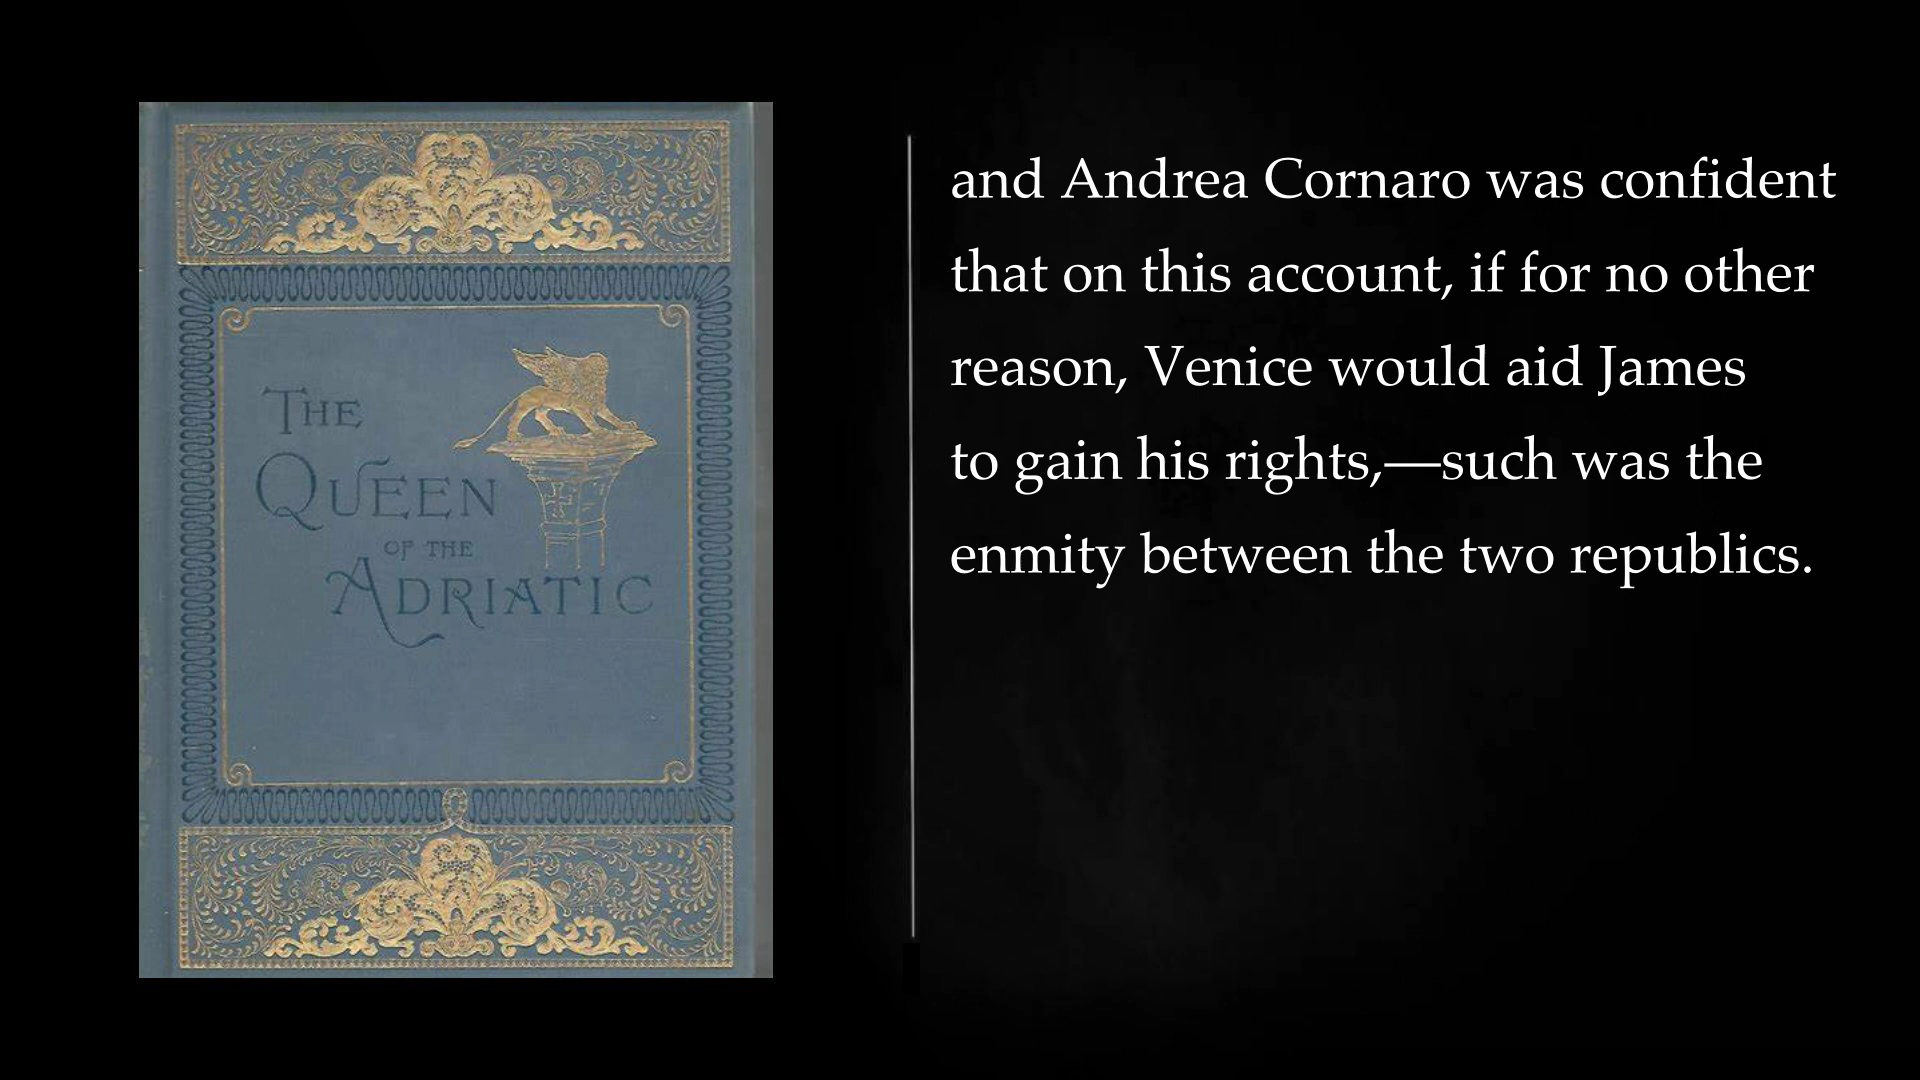 THE
QUEEN
OF THE
ADRIATIC
and Andrea Cornaro was confident
that on this account, if for no other
reason, Venice would aid James
to gain his rights,—such was the
enmity between the two republics.